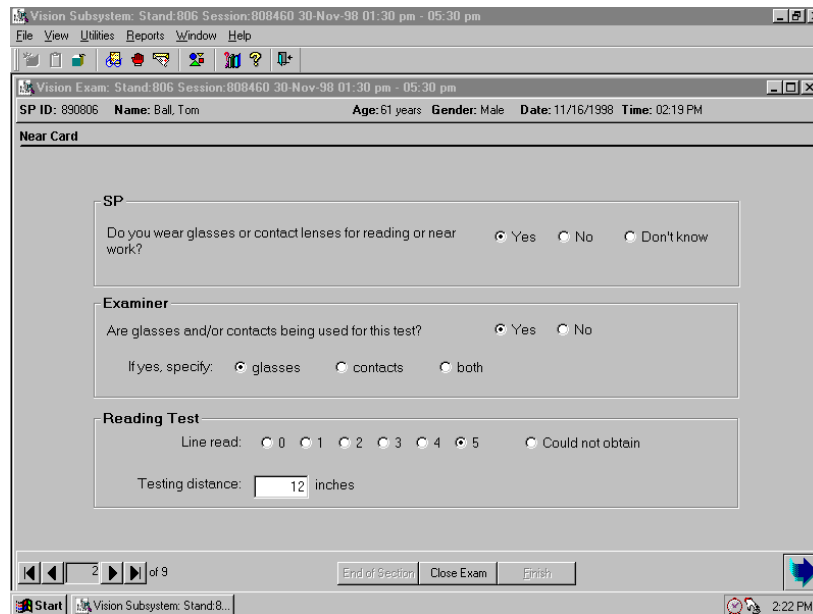 Vision Subsystem: Stand:806 Session:808460 30-Nov-98 01:30 pm - 05:30 pm
File View Utilities Reports Window Help
Vision Exam: Stand:806 Session:808460 30-Nov-98 01:30 pm - 05:30 pm
SP ID: 890806 Name: Ball, Tom Age: 61 years Gender: Male Date: 11/16/1998 Time: 02:19 PM
Near Card
SP
Do you wear glasses or contact lenses for reading or near
work?
Yes No Don't know
Examiner
Are glasses and/or contacts being used for this test? Yes No
If yes, specify: glasses contacts both
Reading Test
Line read: 0 1 2 3 4 5 Could not obtain
Testing distance: 12 inches
2 of 9 End of Section Close Exam Finish
Start Vision Subsystem: Stand:8... 2:22 PM